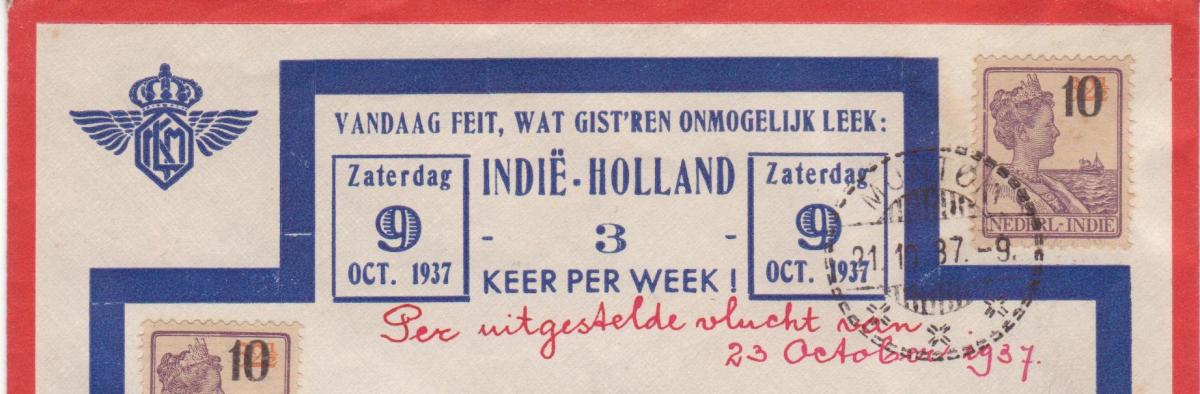 KLM
VANDAAG FEIT, WAT GIST'REN ONMOGELIJK LEEK:
Zaterdag
9
OCT. 1937
INDIË - HOLLAND
- 3 -
KEER PER WEEK!
Zaterdag
9
OCT. 1937
10
NEDERL.-INDIE
21.10.37.-9.
Per uitgestelde vlucht van
23 October 1937.
10